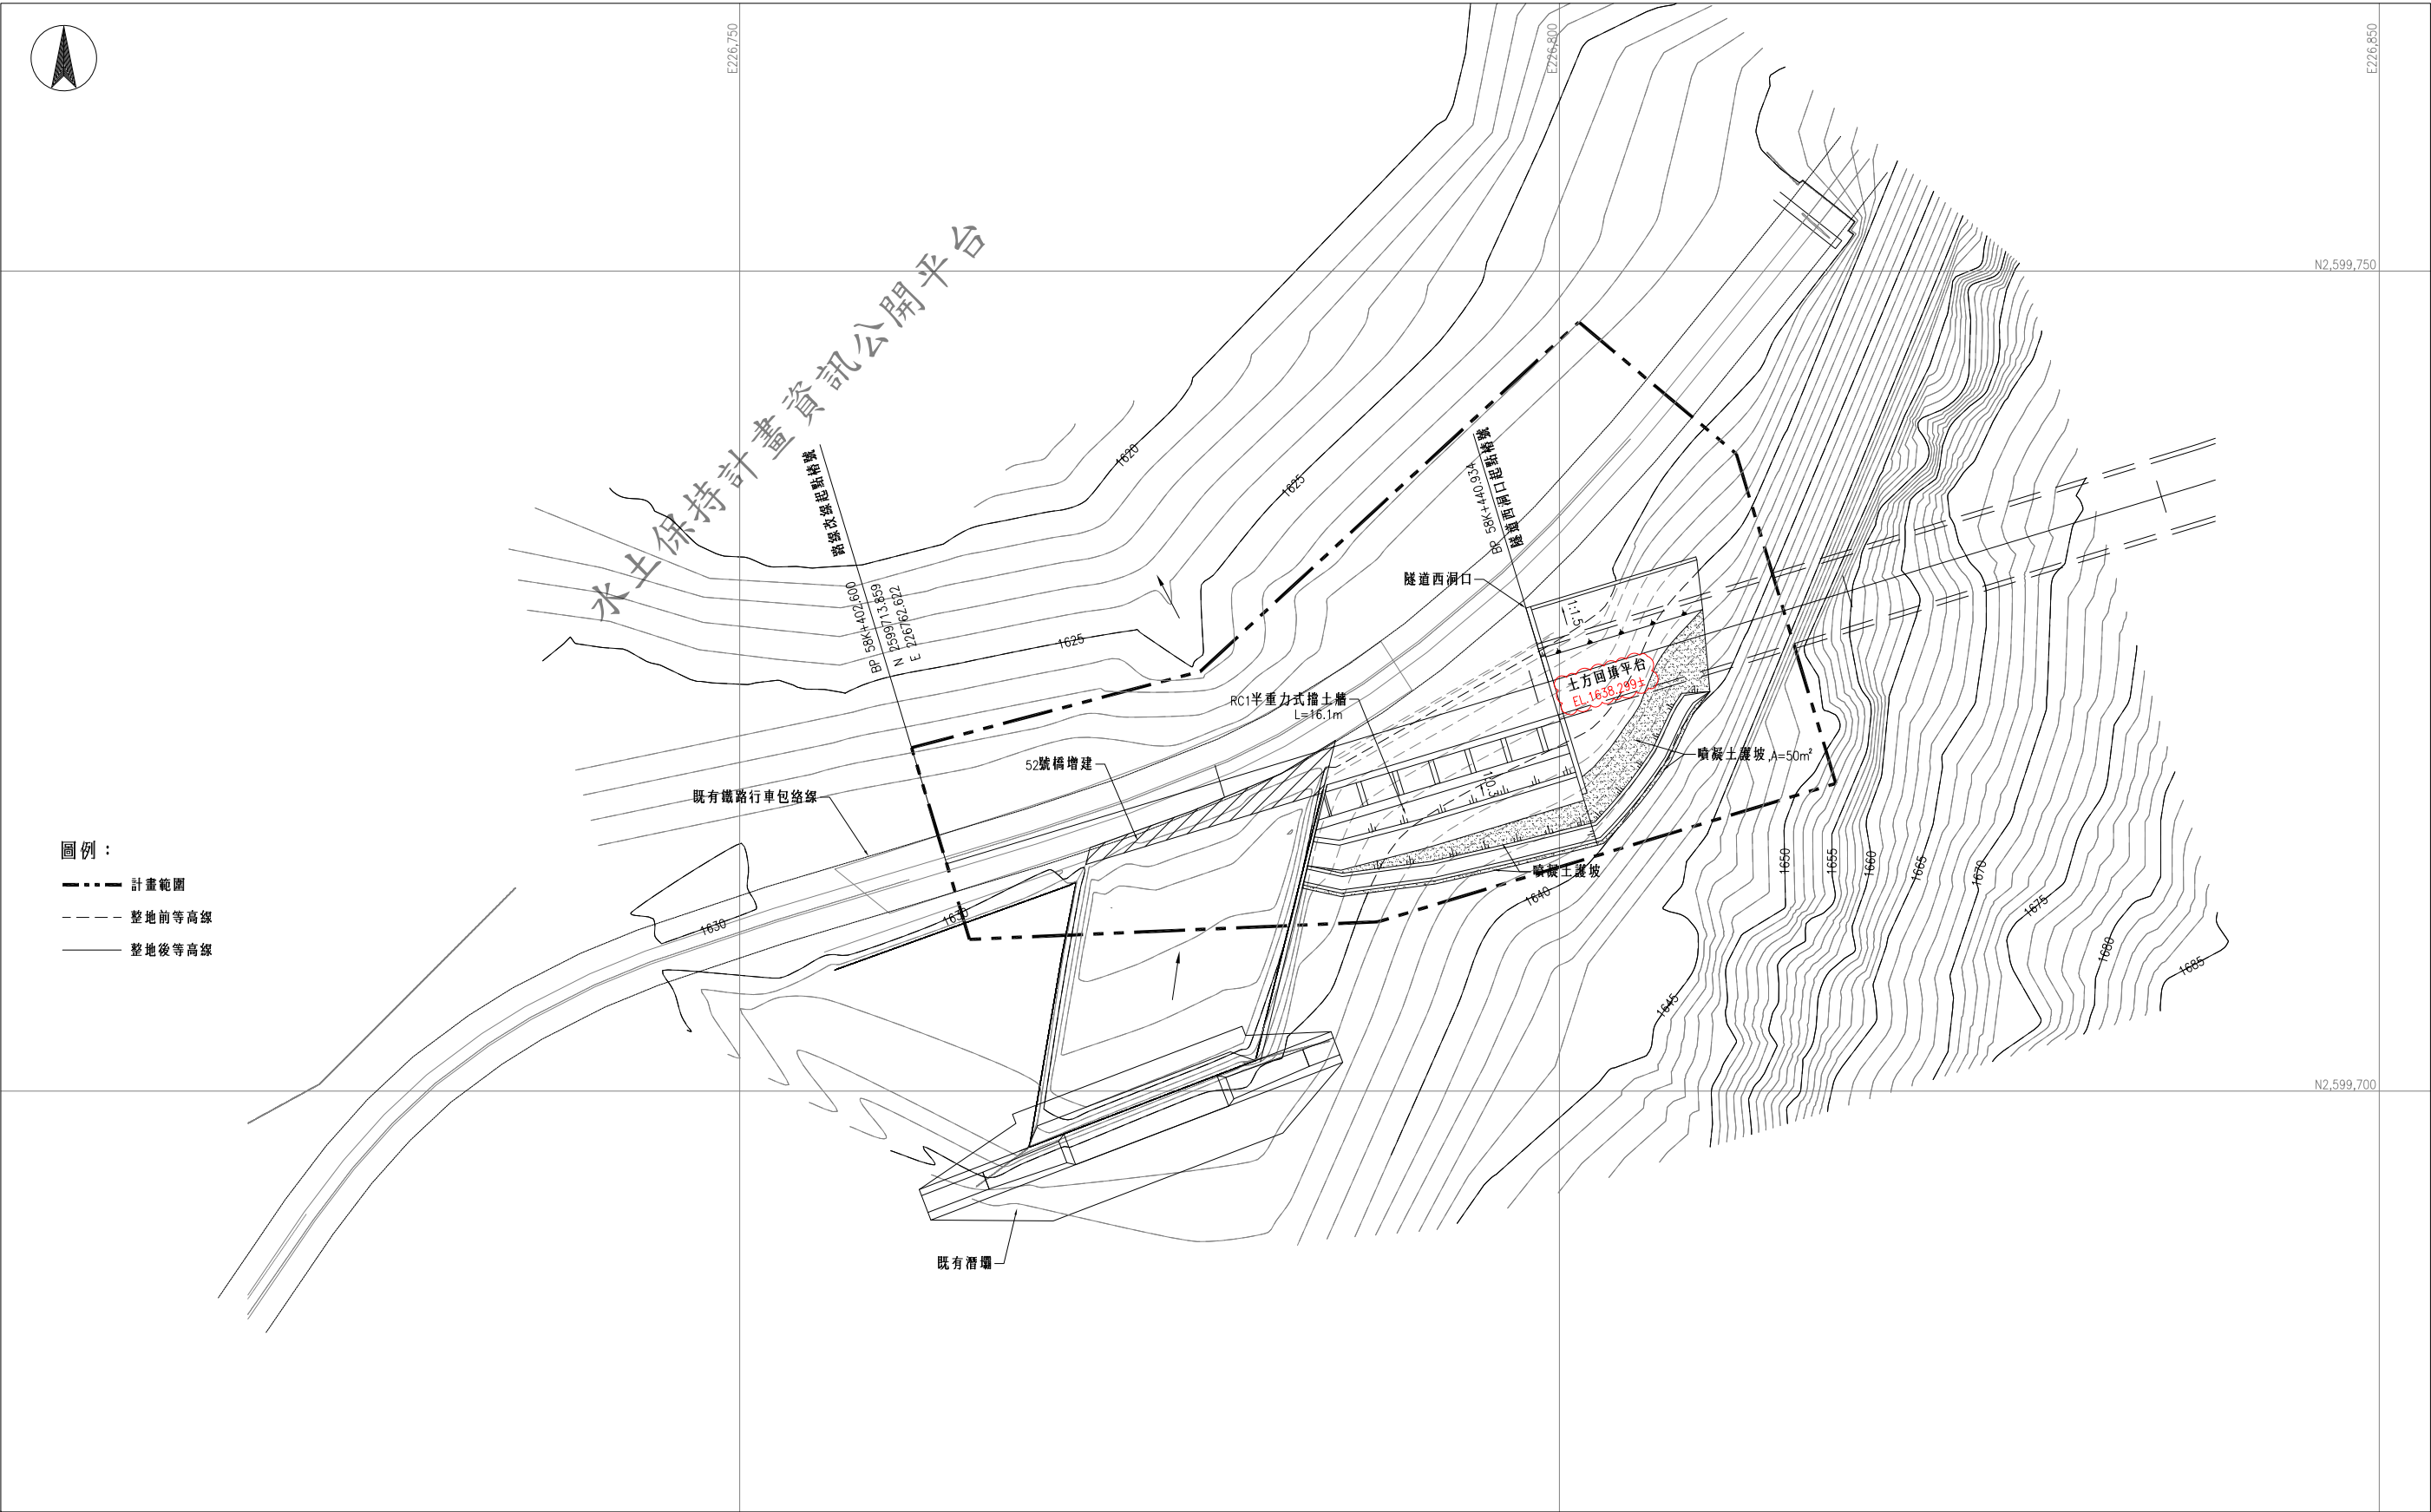 E226,750
E226,800
E226,850
N2,599,750
水土保持計畫資訊公開平台
1620
1625
路線改線起點樁號
BP 58K+402.600
N 2599713.859
E 226762.622
隧道西洞口起點樁號
BP 58K+440.934
隧道西洞口
1:1.5
1625
土方回填平台
EL.1638.299±
RC1半重力式擋土牆
L=16.1m
噴凝土護坡,A=50m²
52號橋增建
既有鐵路行車包絡線
1:0.3
噴凝土護坡
圖例：
計畫範圍
整地前等高線
整地後等高線
1630
1630
1640
1645
1650
1655
1660
1665
1670
1675
1680
1685
N2,599,700
既有潛壩